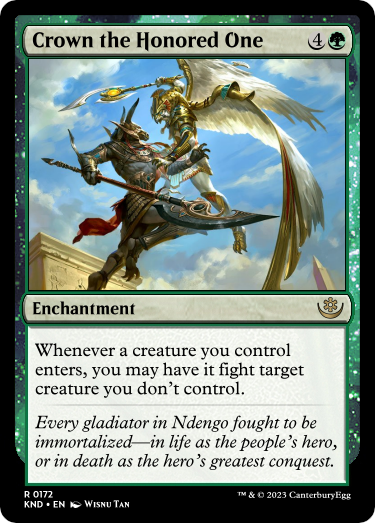 Crown the Honored One 4
Enchantment
Whenever a creature you control
enters, you may have it fight target
creature you don't control.
Every gladiator in Ndengo fought to be
immortalized—in life as the people's hero,
or in death as the hero's greatest conquest.
R 0172
KND • EN Wisnu Tan
™ & © 2023 CanterburyEgg